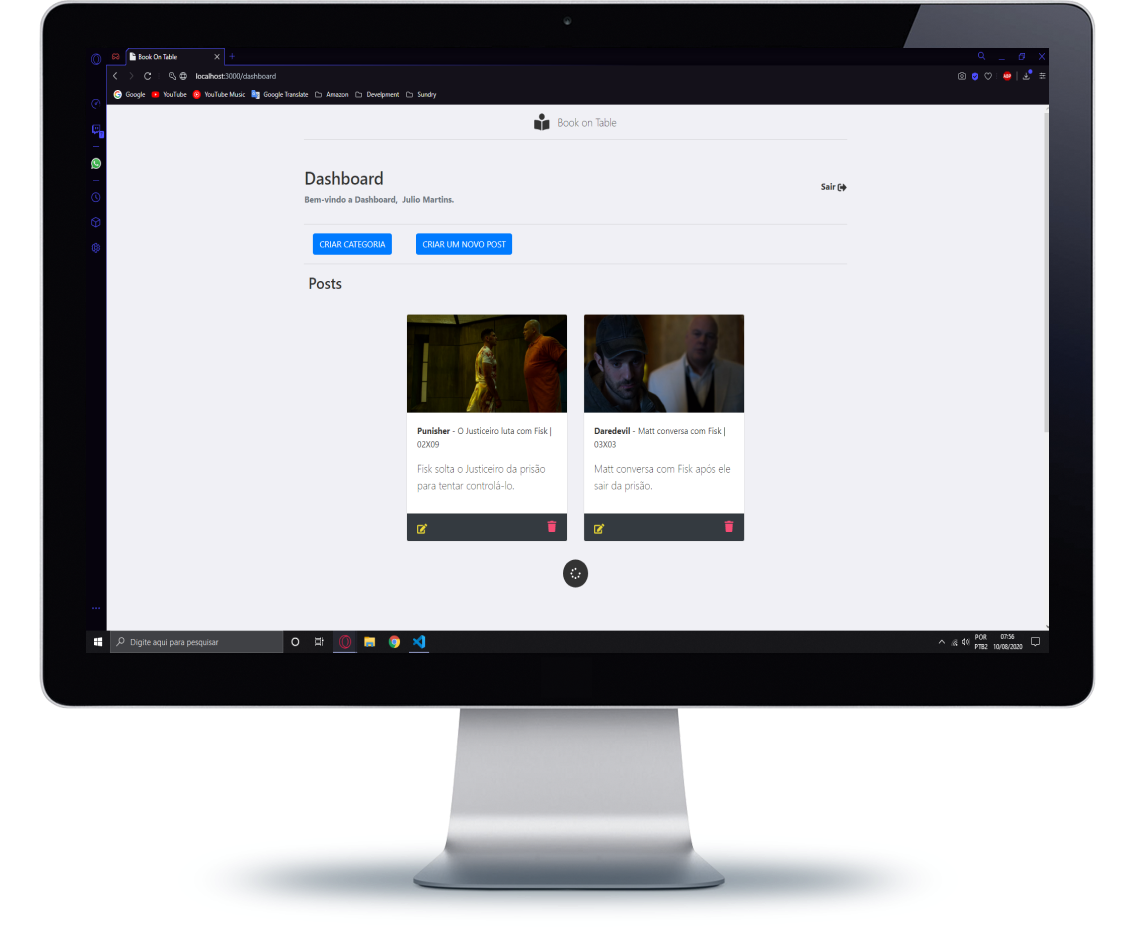 Book On Table
localhost:3000/dashboard
Google YouTube YouTube Music Google Translate Amazon Develpment Sundry
Book on Table
Dashboard
Bem-vindo a Dashboard, Julio Martins.
Sair
CRIAR CATEGORIA
CRIAR UM NOVO POST
Posts
Punisher - O Justiceiro luta com Fisk |
02X09
Fisk solta o Justiceiro da prisão
para tentar controlá-lo.
Daredevil - Matt conversa com Fisk |
03X03
Matt conversa com Fisk após ele
sair da prisão.
Digite aqui para pesquisar
POR
PTB2
07:56
10/08/2020